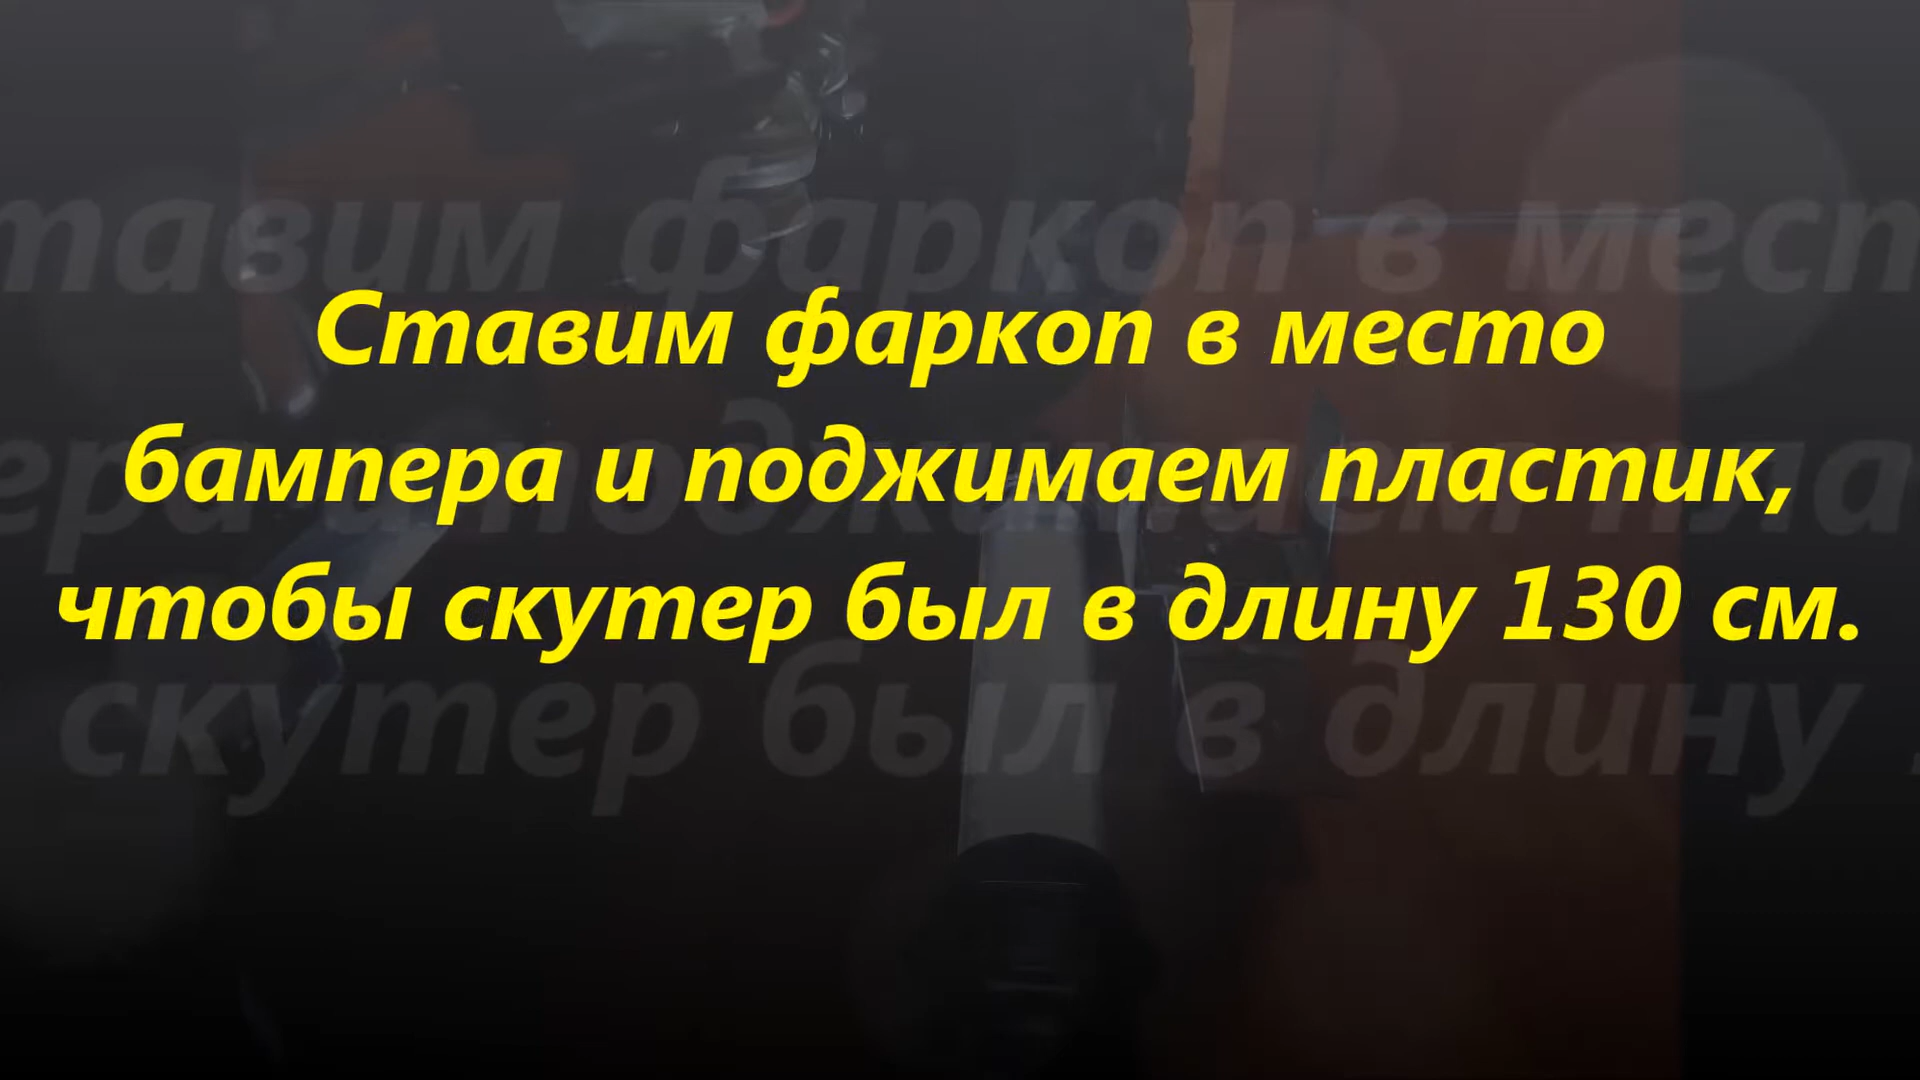 Ставим фаркоп в место
бампера и поджимаем пластик,
чтобы скутер был в длину 130 см.